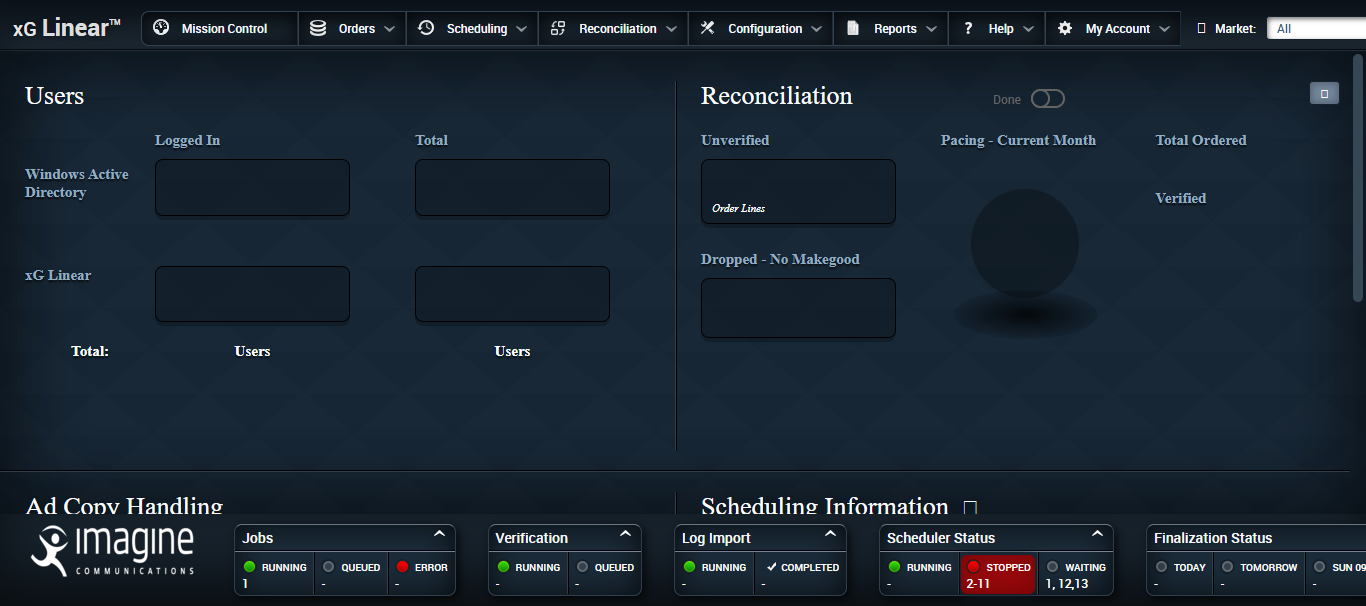 xG Linear™
Mission Control
Orders
Scheduling
Reconciliation
Configuration
Reports
? Help
My Account
Market:
All
Users
Logged In
Total
Windows Active
Directory
xG Linear
Total:
Users
Users
Reconciliation
Done
Unverified
Order Lines
Dropped - No Makegood
Pacing - Current Month
Total Ordered
Verified
Ad Copy Handling
Scheduling Information
imagine
COMMUNICATIONS
Jobs
RUNNING
1
QUEUED
-
ERROR
-
Verification
RUNNING
-
QUEUED
-
Log Import
RUNNING
-
COMPLETED
-
Scheduler Status
RUNNING
-
STOPPED
2-11
WAITING
1, 12,13
Finalization Status
TODAY
-
TOMORROW
-
SUN 09
-